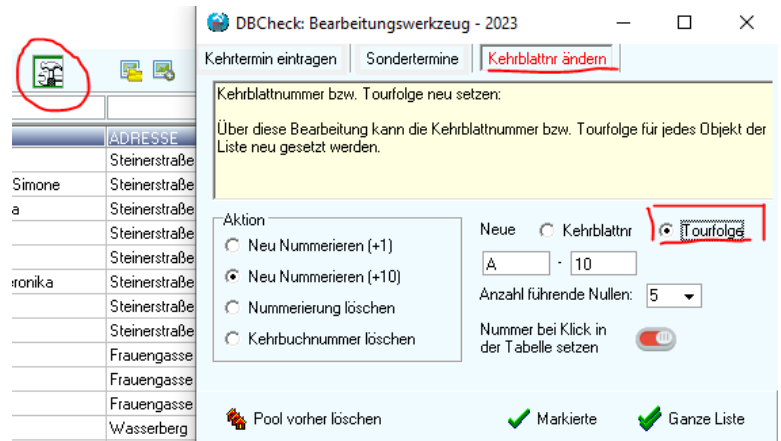 DBCheck: Bearbeitungswerkzeug - 2023
Kehrtermin eintragen Sondertermine Kehrblattnr ändern
Kehrblattnummer bzw. Tourfolge neu setzen:
Über diese Bearbeitung kann die Kehrblattnummer bzw. Tourfolge für jedes Objekt der
Liste neu gesetzt werden.
ADRESSE
Steinerstraße
Simone Steinerstraße
a Steinerstraße
Steinerstraße
Steinerstraße
eronika Steinerstraße
Steinerstraße
Steinerstraße
Frauengasse
Frauengasse
Frauengasse
Wasserberg
Aktion
Neu Nummerieren (+1)
Neu Nummerieren (+10)
Nummerierung löschen
Kehrbuchnummer löschen
Neue Kehrblattnr Tourfolge
A - 10
Anzahl führende Nullen: 5
Nummer bei Klick in
der Tabelle setzen
Pool vorher löschen Markierte Ganze Liste